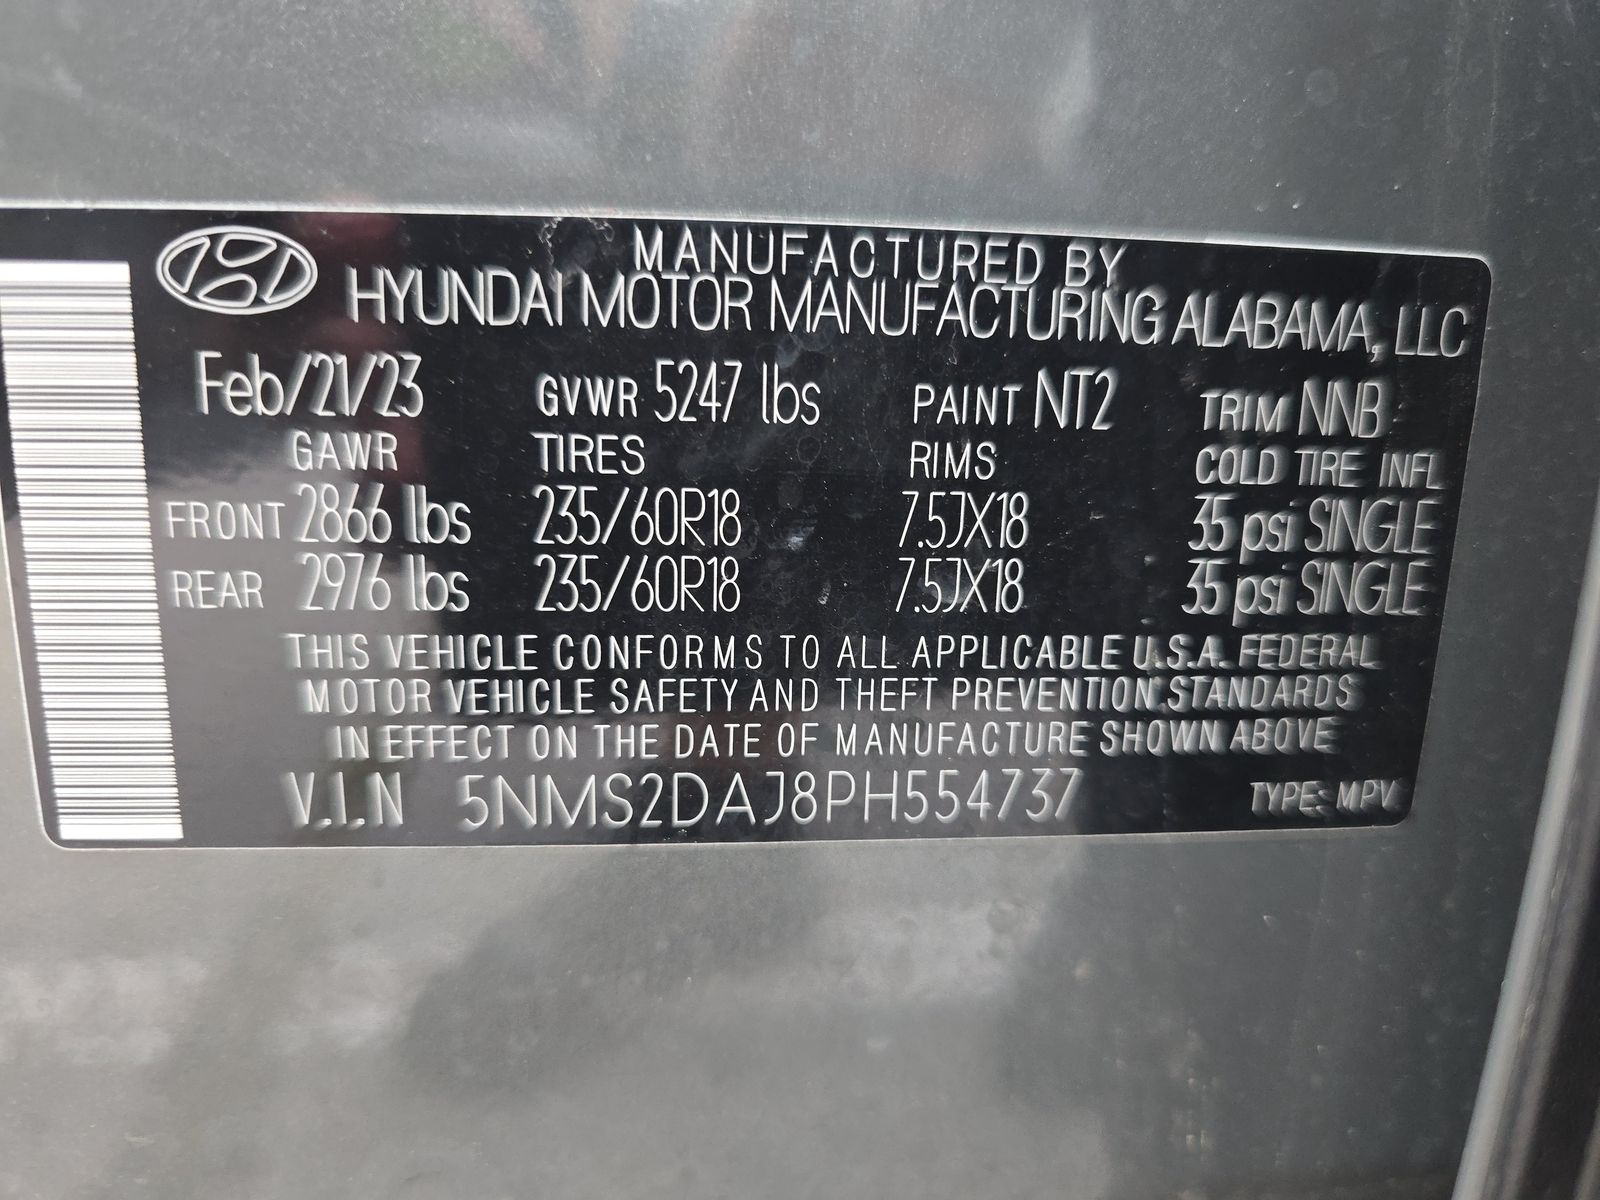 MANUFACTURED BY
HYUNDAI MOTOR MANUFACTURING ALABAMA, LLC
Feb/21/23 GVWR 5247 lbs PAINT NT2 TRIM NNB
GAWR TIRES RIMS COLD TIRE INFL
FRONT 2866 lbs 235/60R18 7.5JX18 35 psi SINGLE
REAR 2976 lbs 235/60R18 7.5JX18 35 psi SINGLE
THIS VEHICLE CONFORMS TO ALL APPLICABLE U.S.A. FEDERAL
MOTOR VEHICLE SAFETY AND THEFT PREVENTION STANDARDS
IN EFFECT ON THE DATE OF MANUFACTURE SHOWN ABOVE
V.I.N 5NMS2DAJ8PH554737 TYPE: MPV